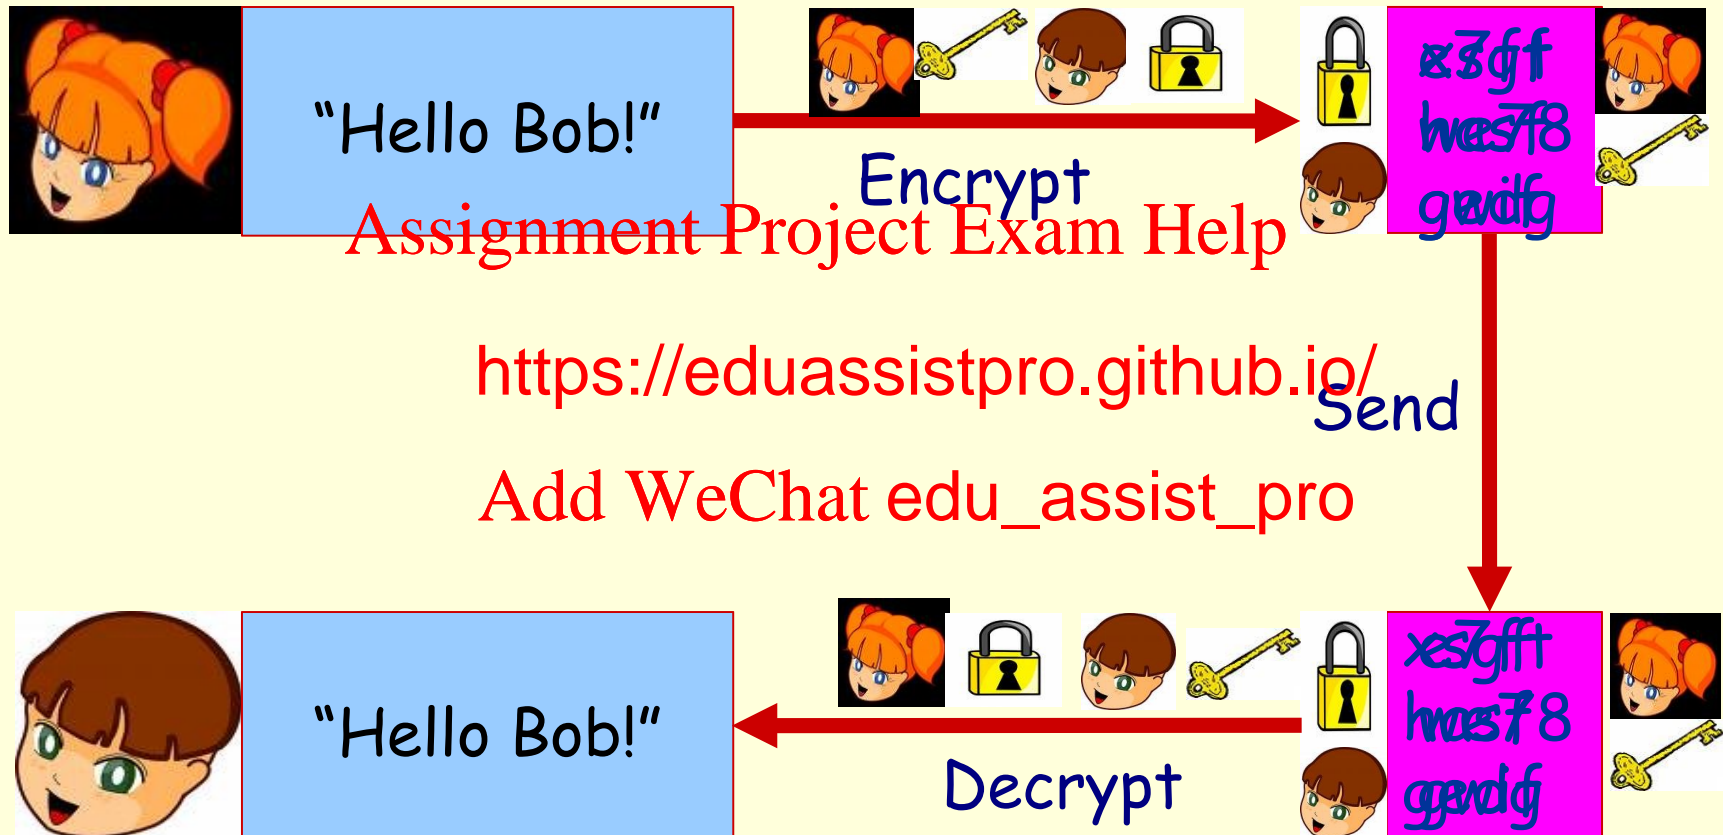 “Hello Bob!”
Encrypt
Assignment Project Exam Help
https://eduassistpro.github.io/
Send
Add WeChat edu_assist_pro
“Hello Bob!”
Decrypt